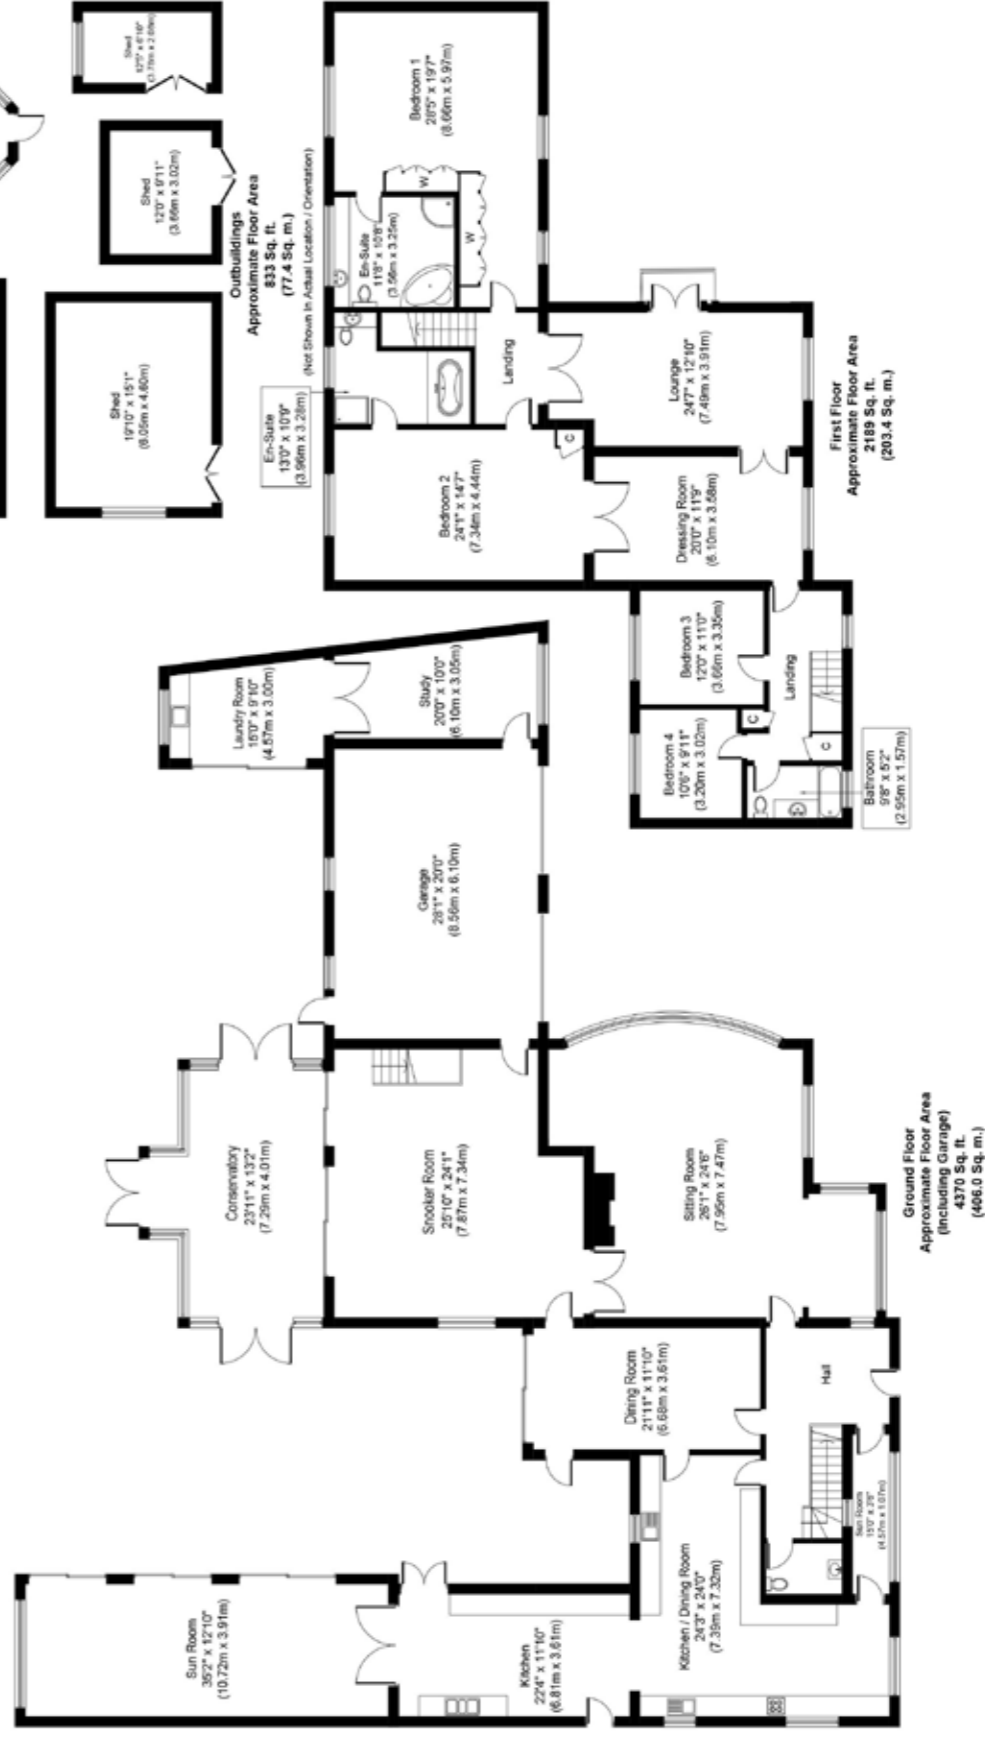 Shed
12'5" x 6'10"
Shed
12'0" x 9'11"
(3.66m x 3.02m)
Shed
19'10" x 15'1"
(6.05m x 4.60m)
Outbuildings
Approximate Floor Area
833 Sq. ft.
(77.4 Sq. m.)
(Not Shown In Actual Location / Orientation)
Bedroom 1
28'5" x 19'7"
(8.66m x 5.97m)
W
W
En-Suite
11'8" x 10'8"
(3.56m x 3.25m)
En-Suite
13'0" x 10'9"
(3.96m x 3.28m)
Landing
Bedroom 2
24'1" x 14'7"
(7.34m x 4.44m)
C
Lounge
24'7" x 12'10"
(7.49m x 3.91m)
Dressing Room
20'0" x 11'9"
(6.10m x 3.58m)
Bedroom 3
12'0" x 11'0"
(3.66m x 3.35m)
Bedroom 4
10'6" x 9'11"
(3.20m x 3.02m)
Landing
C
C
Bathroom
9'8" x 5'2"
(2.95m x 1.57m)
First Floor
Approximate Floor Area
2189 Sq. ft.
(203.4 Sq. m.)
Laundry Room
15'0" x 9'10"
(4.57m x 3.00m)
Study
20'0" x 10'0"
(6.10m x 3.05m)
Garage
28'1" x 20'0"
(8.56m x 6.10m)
Conservatory
23'11" x 13'2"
(7.29m x 4.01m)
Snooker Room
25'10" x 24'1"
(7.87m x 7.34m)
Sitting Room
26'1" x 24'6"
(7.95m x 7.47m)
Dining Room
21'11" x 11'10"
(6.68m x 3.61m)
Hall
Sun Room
15'0" x 3'6"
(4.57m x 1.07m)
Sun Room
35'2" x 12'10"
(10.72m x 3.91m)
Kitchen
22'4" x 11'10"
(6.81m x 3.61m)
Kitchen / Dining Room
24'3" x 24'0"
(7.39m x 7.32m)
Ground Floor
Approximate Floor Area
(Including Garage)
4370 Sq. ft.
(406.0 Sq. m.)